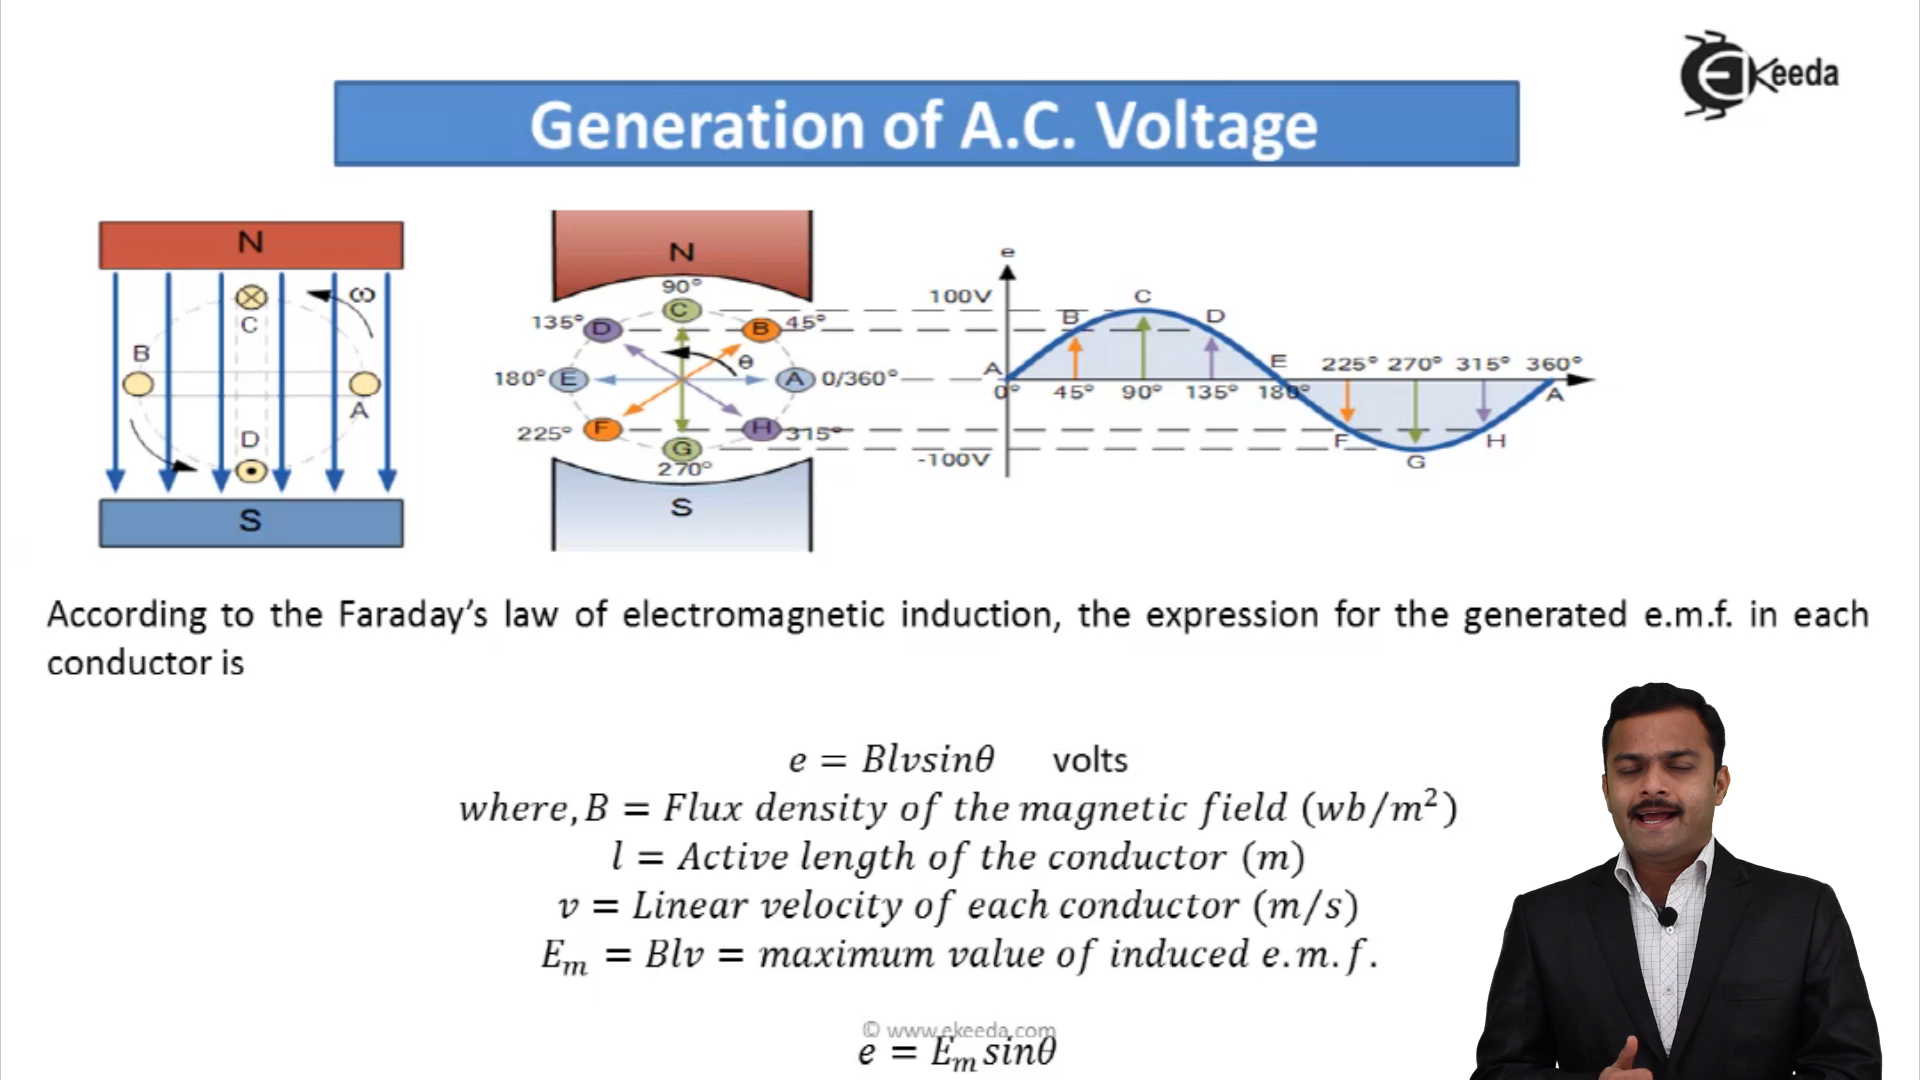 EKeeda
Generation of A.C. Voltage
N
ω
C
B
A
D
S
N
90°
C
135° D
B 45°
θ
180° E
A 0/360°
225° F
H 315°
G
270°
S
e
100V
B
C
D
A
E
0° 45° 90° 135° 180°
225° 270° 315° 360°
A
F
G
H
-100V
According to the Faraday’s law of electromagnetic induction, the expression for the generated e.m.f. in each
conductor is
e = Blvsinθ volts
where, B = Flux density of the magnetic field (wb/m²)
l = Active length of the conductor (m)
v = Linear velocity of each conductor (m/s)
Eₘ = Blv = maximum value of induced e.m.f.
© www.ekeeda.com
e = Eₘ sinθ